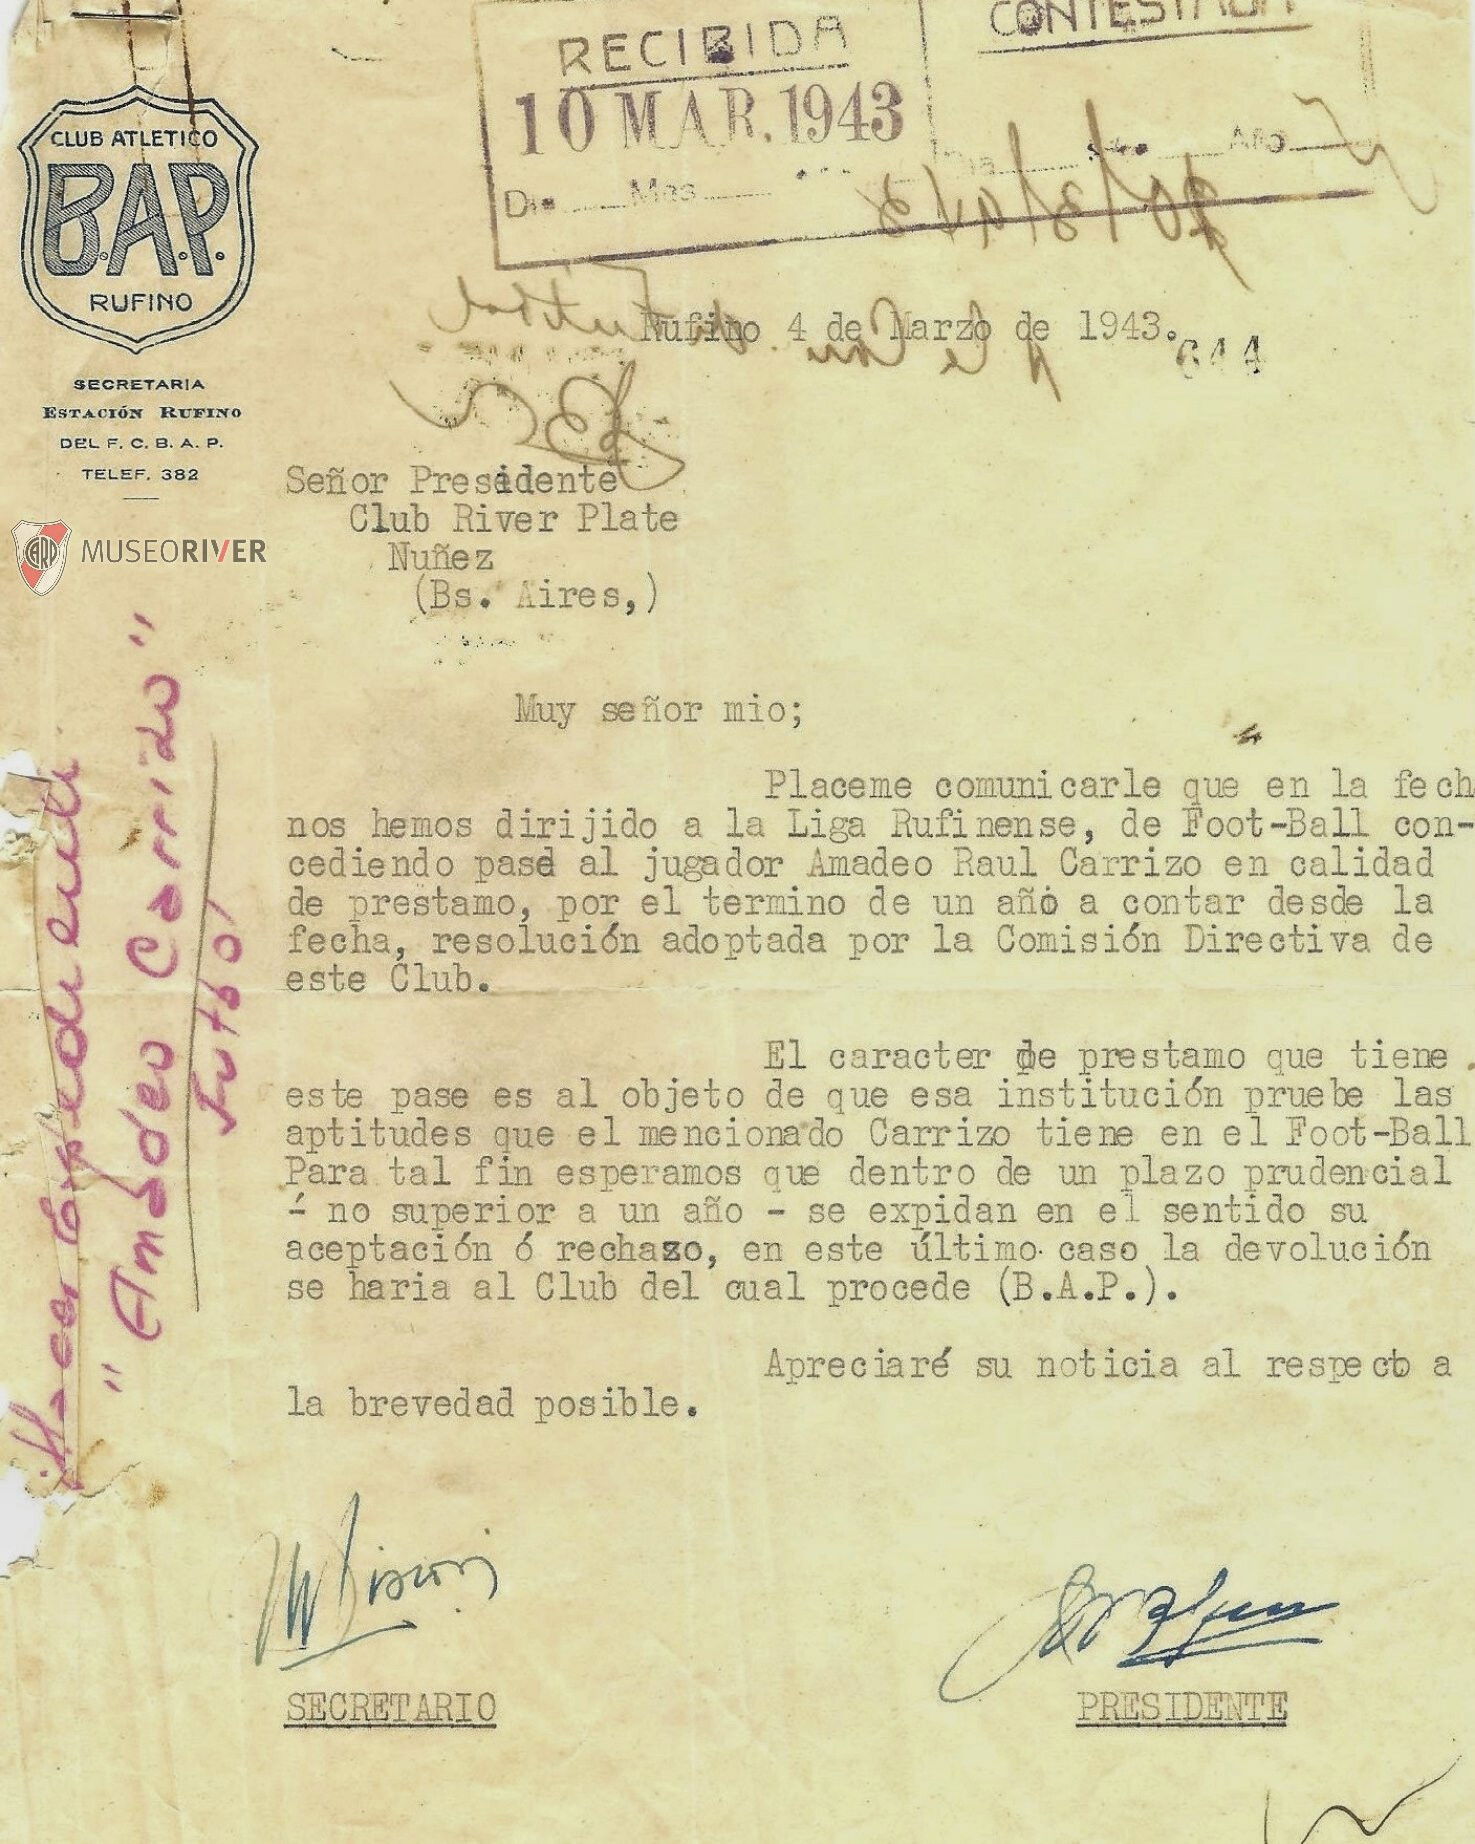 RECIBIDA
CONTESTADA
10 MAR. 1943
Dia Mes
Dia Año
CLUB ATLETICO
B.A.P.
RUFINO
SECRETARIA
ESTACIÓN RUFINO
DEL F. C. B. A. P.
TELEF. 382
MUSEORIVER
Rufino 4 de Marzo de 1943.
644
Señor Presidente
Club River Plate
Nuñez
(Bs. Aires,)
Muy señor mio;
Placeme comunicarle que en la fech
nos hemos dirijido a la Liga Rufinense, de Foot-Ball con-
cediendo pase al jugador Amadeo Raul Carrizo en calidad
de prestamo, por el termino de un año a contar desde la
fecha, resolución adoptada por la Comisión Directiva de
este Club.
El caracter de prestamo que tiene
este pase es al objeto de que esa institución pruebe las
aptitudes que el mencionado Carrizo tiene en el Foot-Ball
Para tal fin esperamos que dentro de un plazo prudencial
- no superior a un año - se expidan en el sentido su
aceptación ó rechazo, en este último caso la devolución
se haria al Club del cual procede (B.A.P.).
Apreciaré su noticia al respecto a
la brevedad posible.
SECRETARIO
PRESIDENTE
Hacer Expediente
"Amadeo Carrizo"
futbol